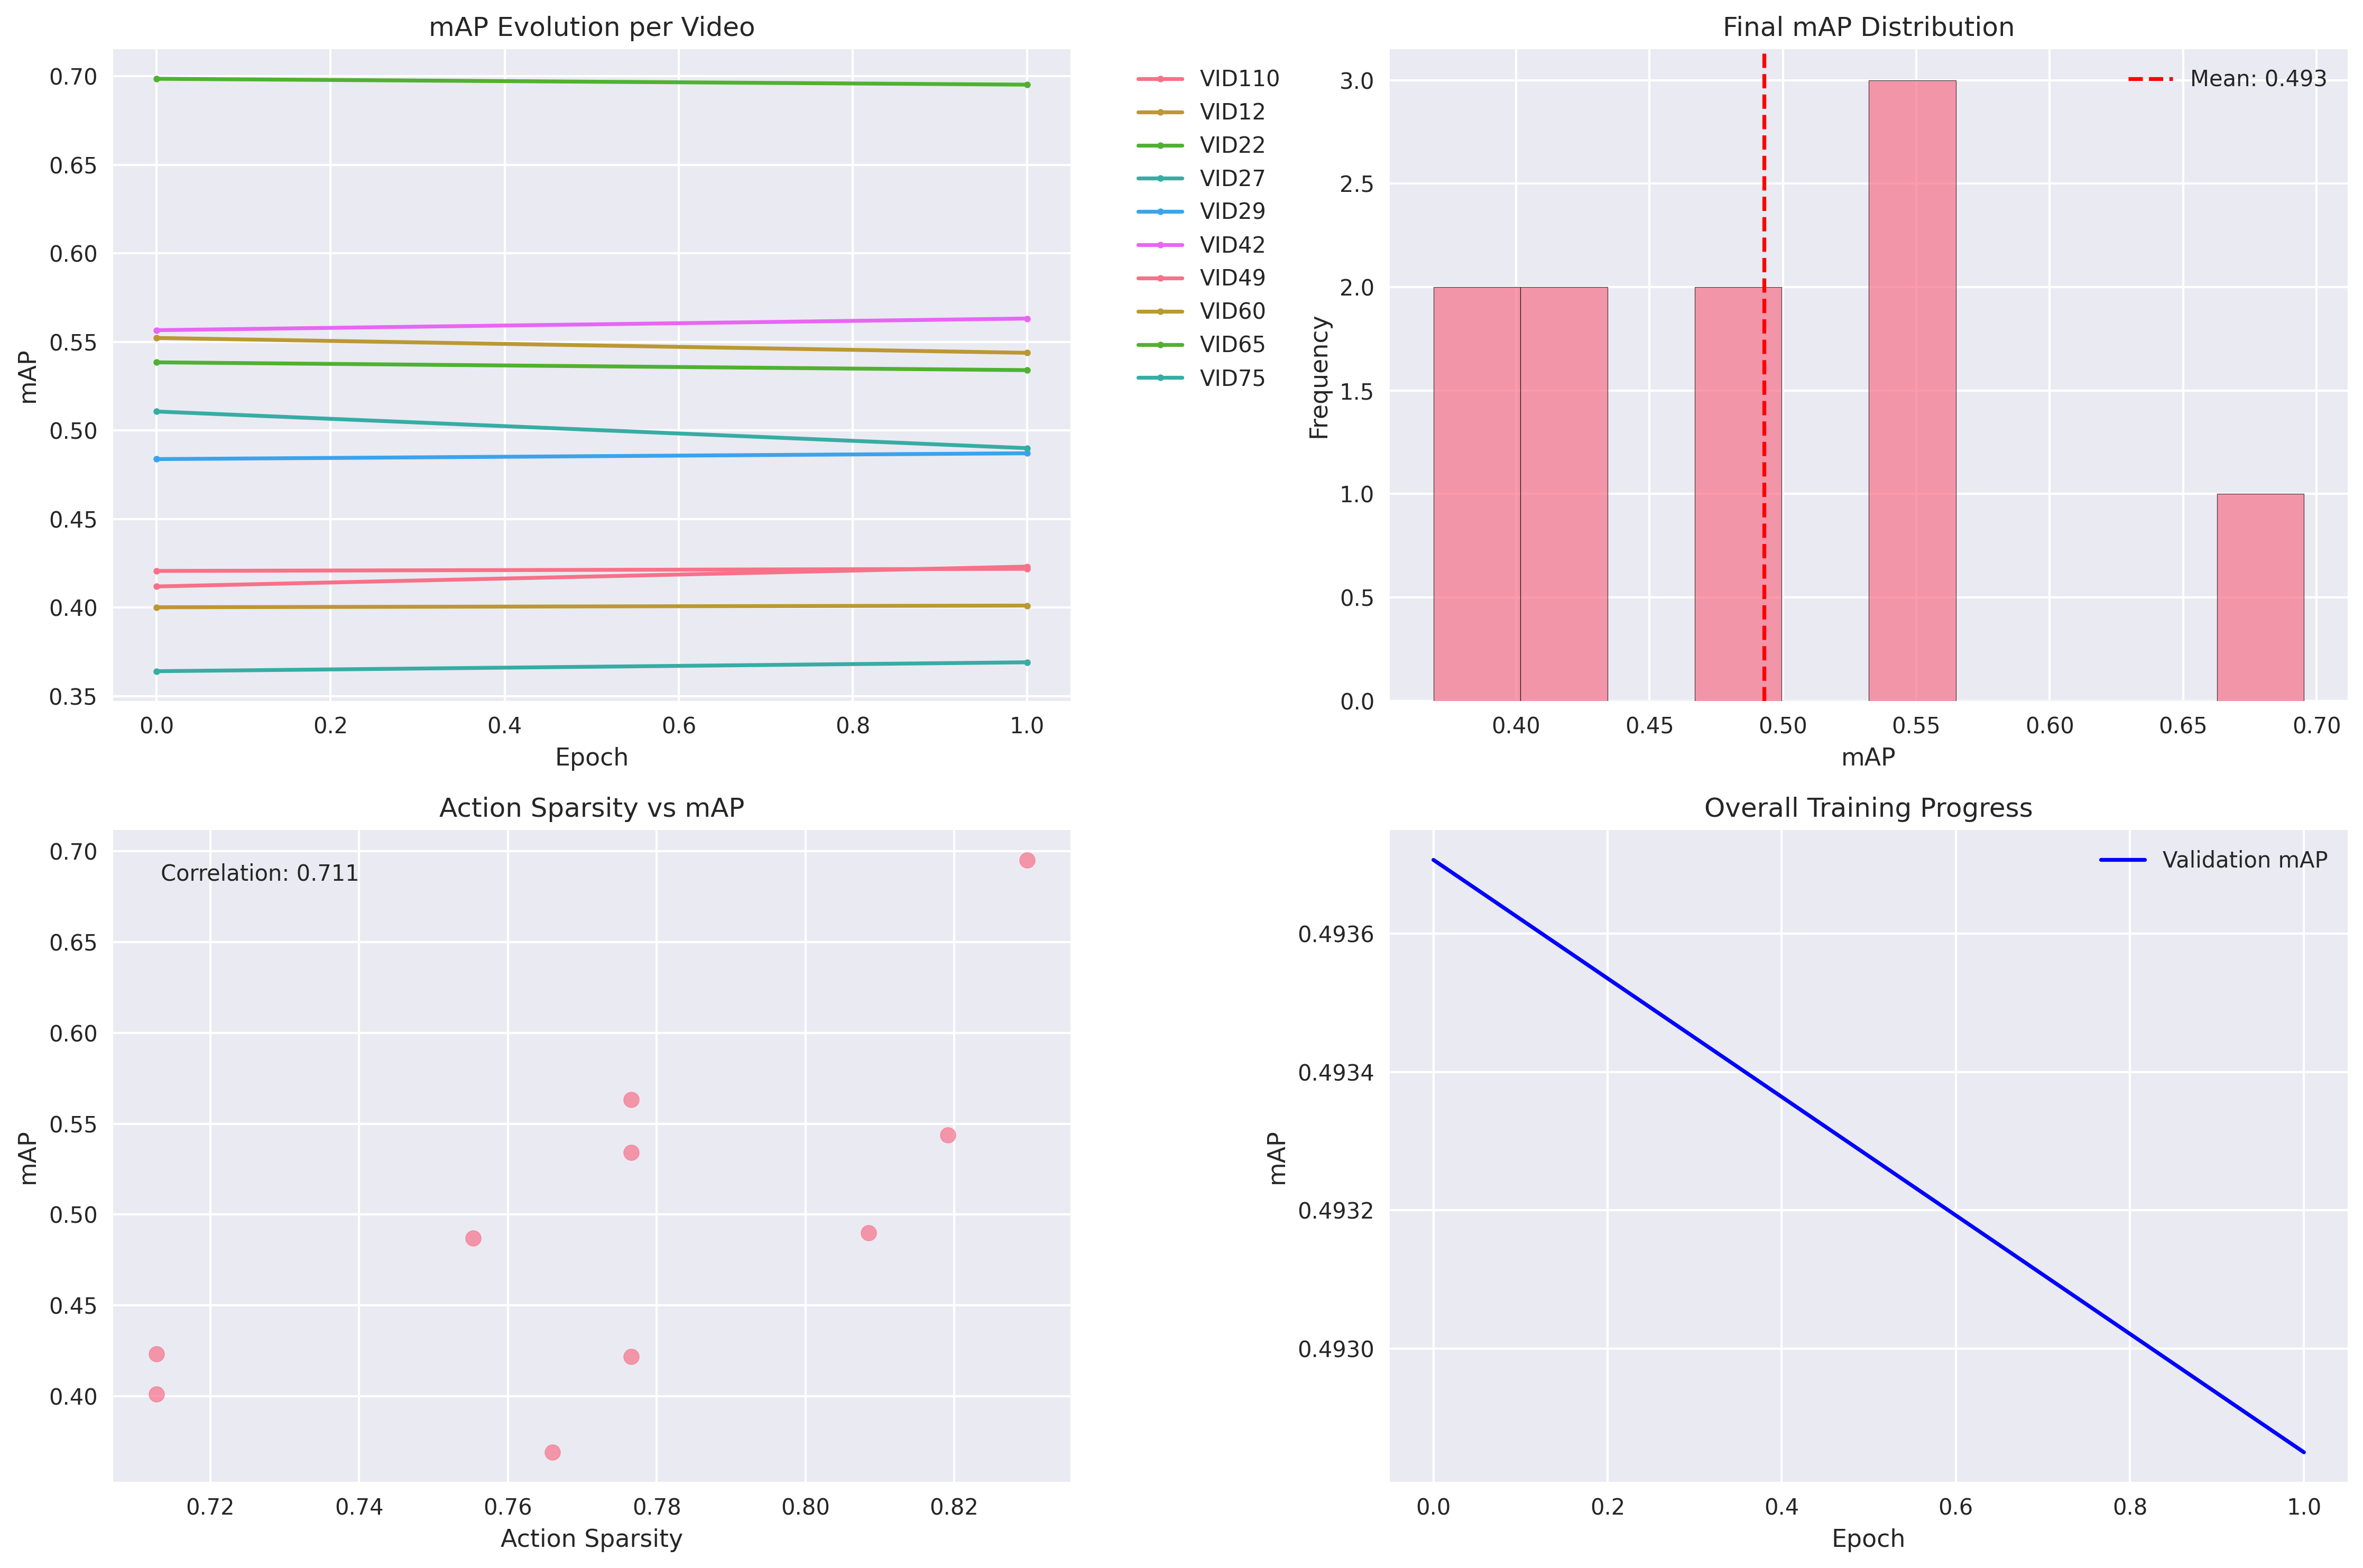 mAP Evolution per Video
mAP
0.70
0.65
0.60
0.55
0.50
0.45
0.40
0.35
0.0 0.2 0.4 0.6 0.8 1.0
Epoch
VID110
VID12
VID22
VID27
VID29
VID42
VID49
VID60
VID65
VID75
Final mAP Distribution
Mean: 0.493
Frequency
3.0
2.5
2.0
1.5
1.0
0.5
0.0
0.40 0.45 0.50 0.55 0.60 0.65 0.70
mAP
Action Sparsity vs mAP
Correlation: 0.711
mAP
0.70
0.65
0.60
0.55
0.50
0.45
0.40
0.72 0.74 0.76 0.78 0.80 0.82
Action Sparsity
Overall Training Progress
Validation mAP
mAP
0.4936
0.4934
0.4932
0.4930
0.0 0.2 0.4 0.6 0.8 1.0
Epoch